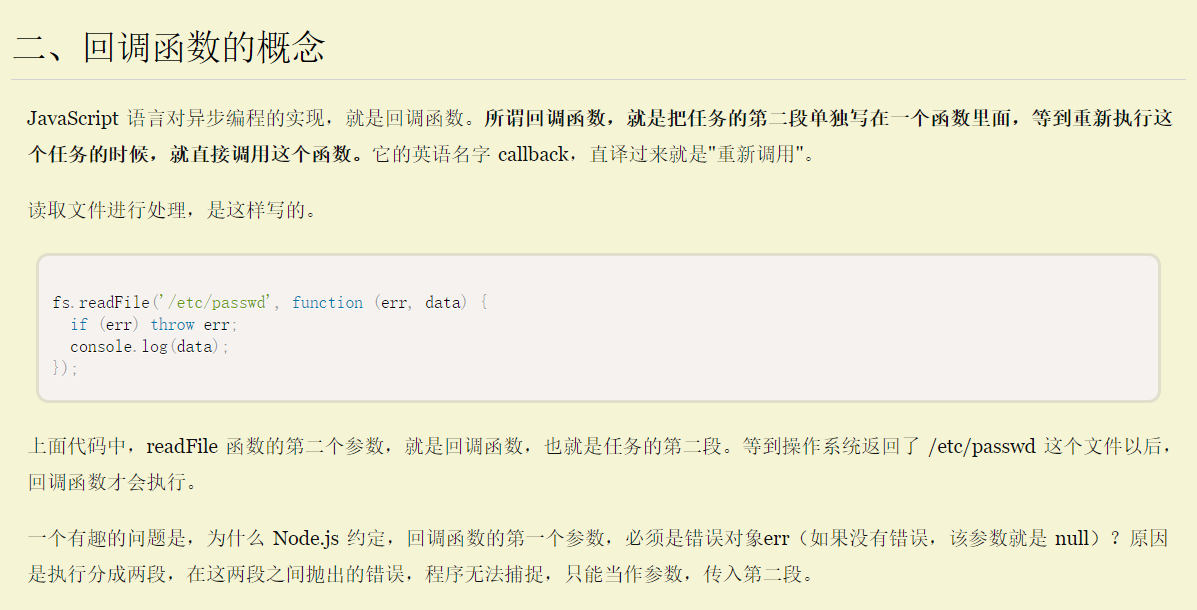 二、回调函数的概念
JavaScript 语言对异步编程的实现，就是回调函数。所谓回调函数，就是把任务的第二段单独写在一个函数里面，等到重新执行这
个任务的时候，就直接调用这个函数。它的英语名字 callback，直译过来就是"重新调用"。
读取文件进行处理，是这样写的。
fs.readFile('/etc/passwd', function (err, data) {
  if (err) throw err;
  console.log(data);
});
上面代码中，readFile 函数的第二个参数，就是回调函数，也就是任务的第二段。等到操作系统返回了 /etc/passwd 这个文件以后，
回调函数才会执行。
一个有趣的问题是，为什么 Node.js 约定，回调函数的第一个参数，必须是错误对象err（如果没有错误，该参数就是 null）？原因
是执行分成两段，在这两段之间抛出的错误，程序无法捕捉，只能当作参数，传入第二段。